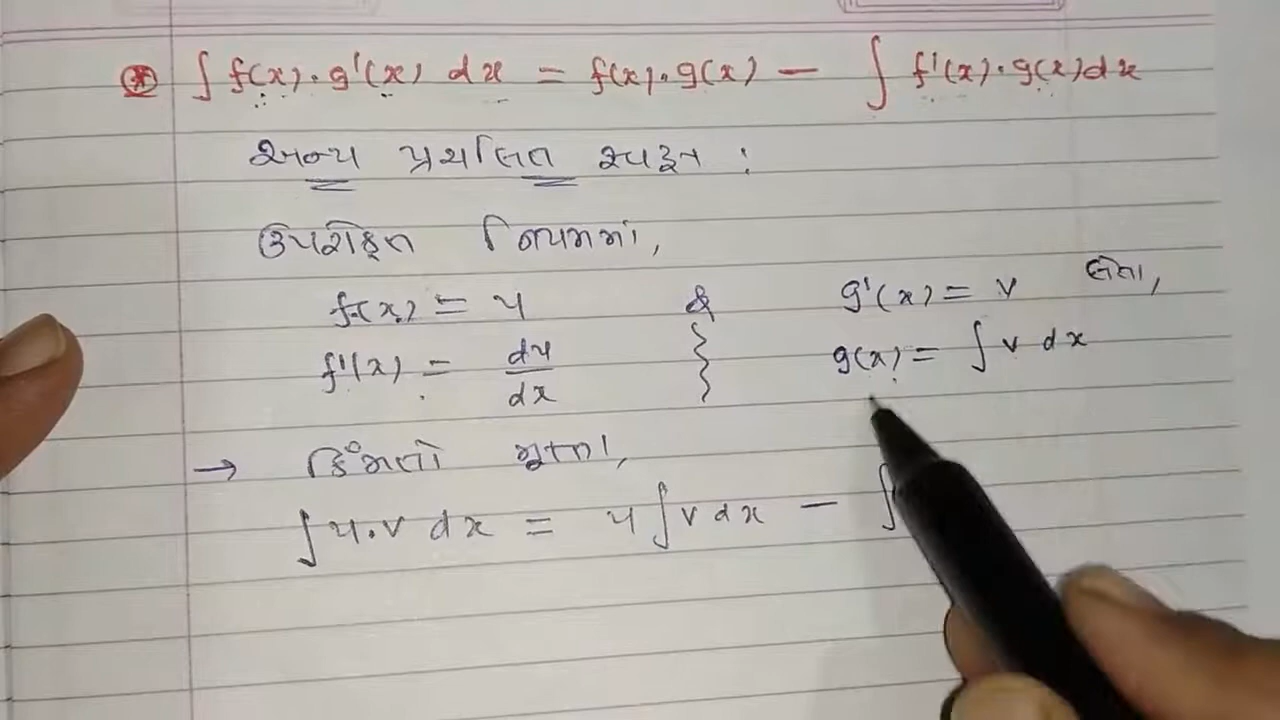 * ∫ f(x)·g'(x) dx = f(x)·g(x) − ∫ f'(x)·g(x)dx
અન્ય પ્રચલિત સ્વરૂપ :
ઉપરોક્ત નિયમમાં,
f(x) = u & g'(x) = v લેતા,
f'(x) = du/dx } g(x) = ∫ v dx
→ કિંમતો મૂકતા,
∫ u·v dx = u ∫ v dx − ∫